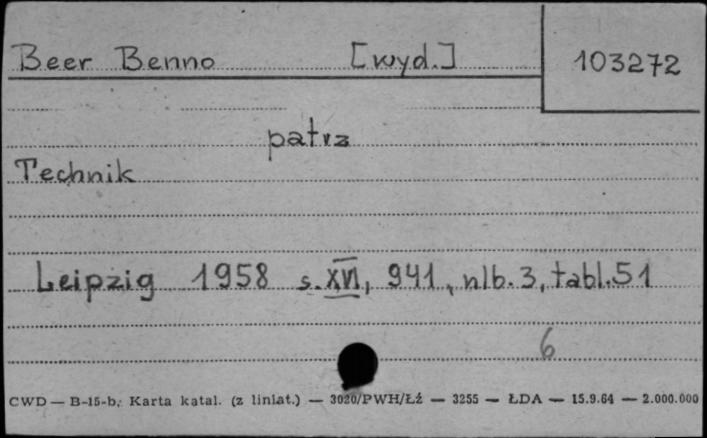 Beer Benno [wyd.] 103272
patrz
Technik
Leipzig 1958 s. XVI, 941, nlb. 3, tabl. 51
6
CWD — B-15-b. Karta katal. (z liniat.) — 3020/PWH/Łź — 3255 — ŁDA — 15.9.64 — 2.000.000